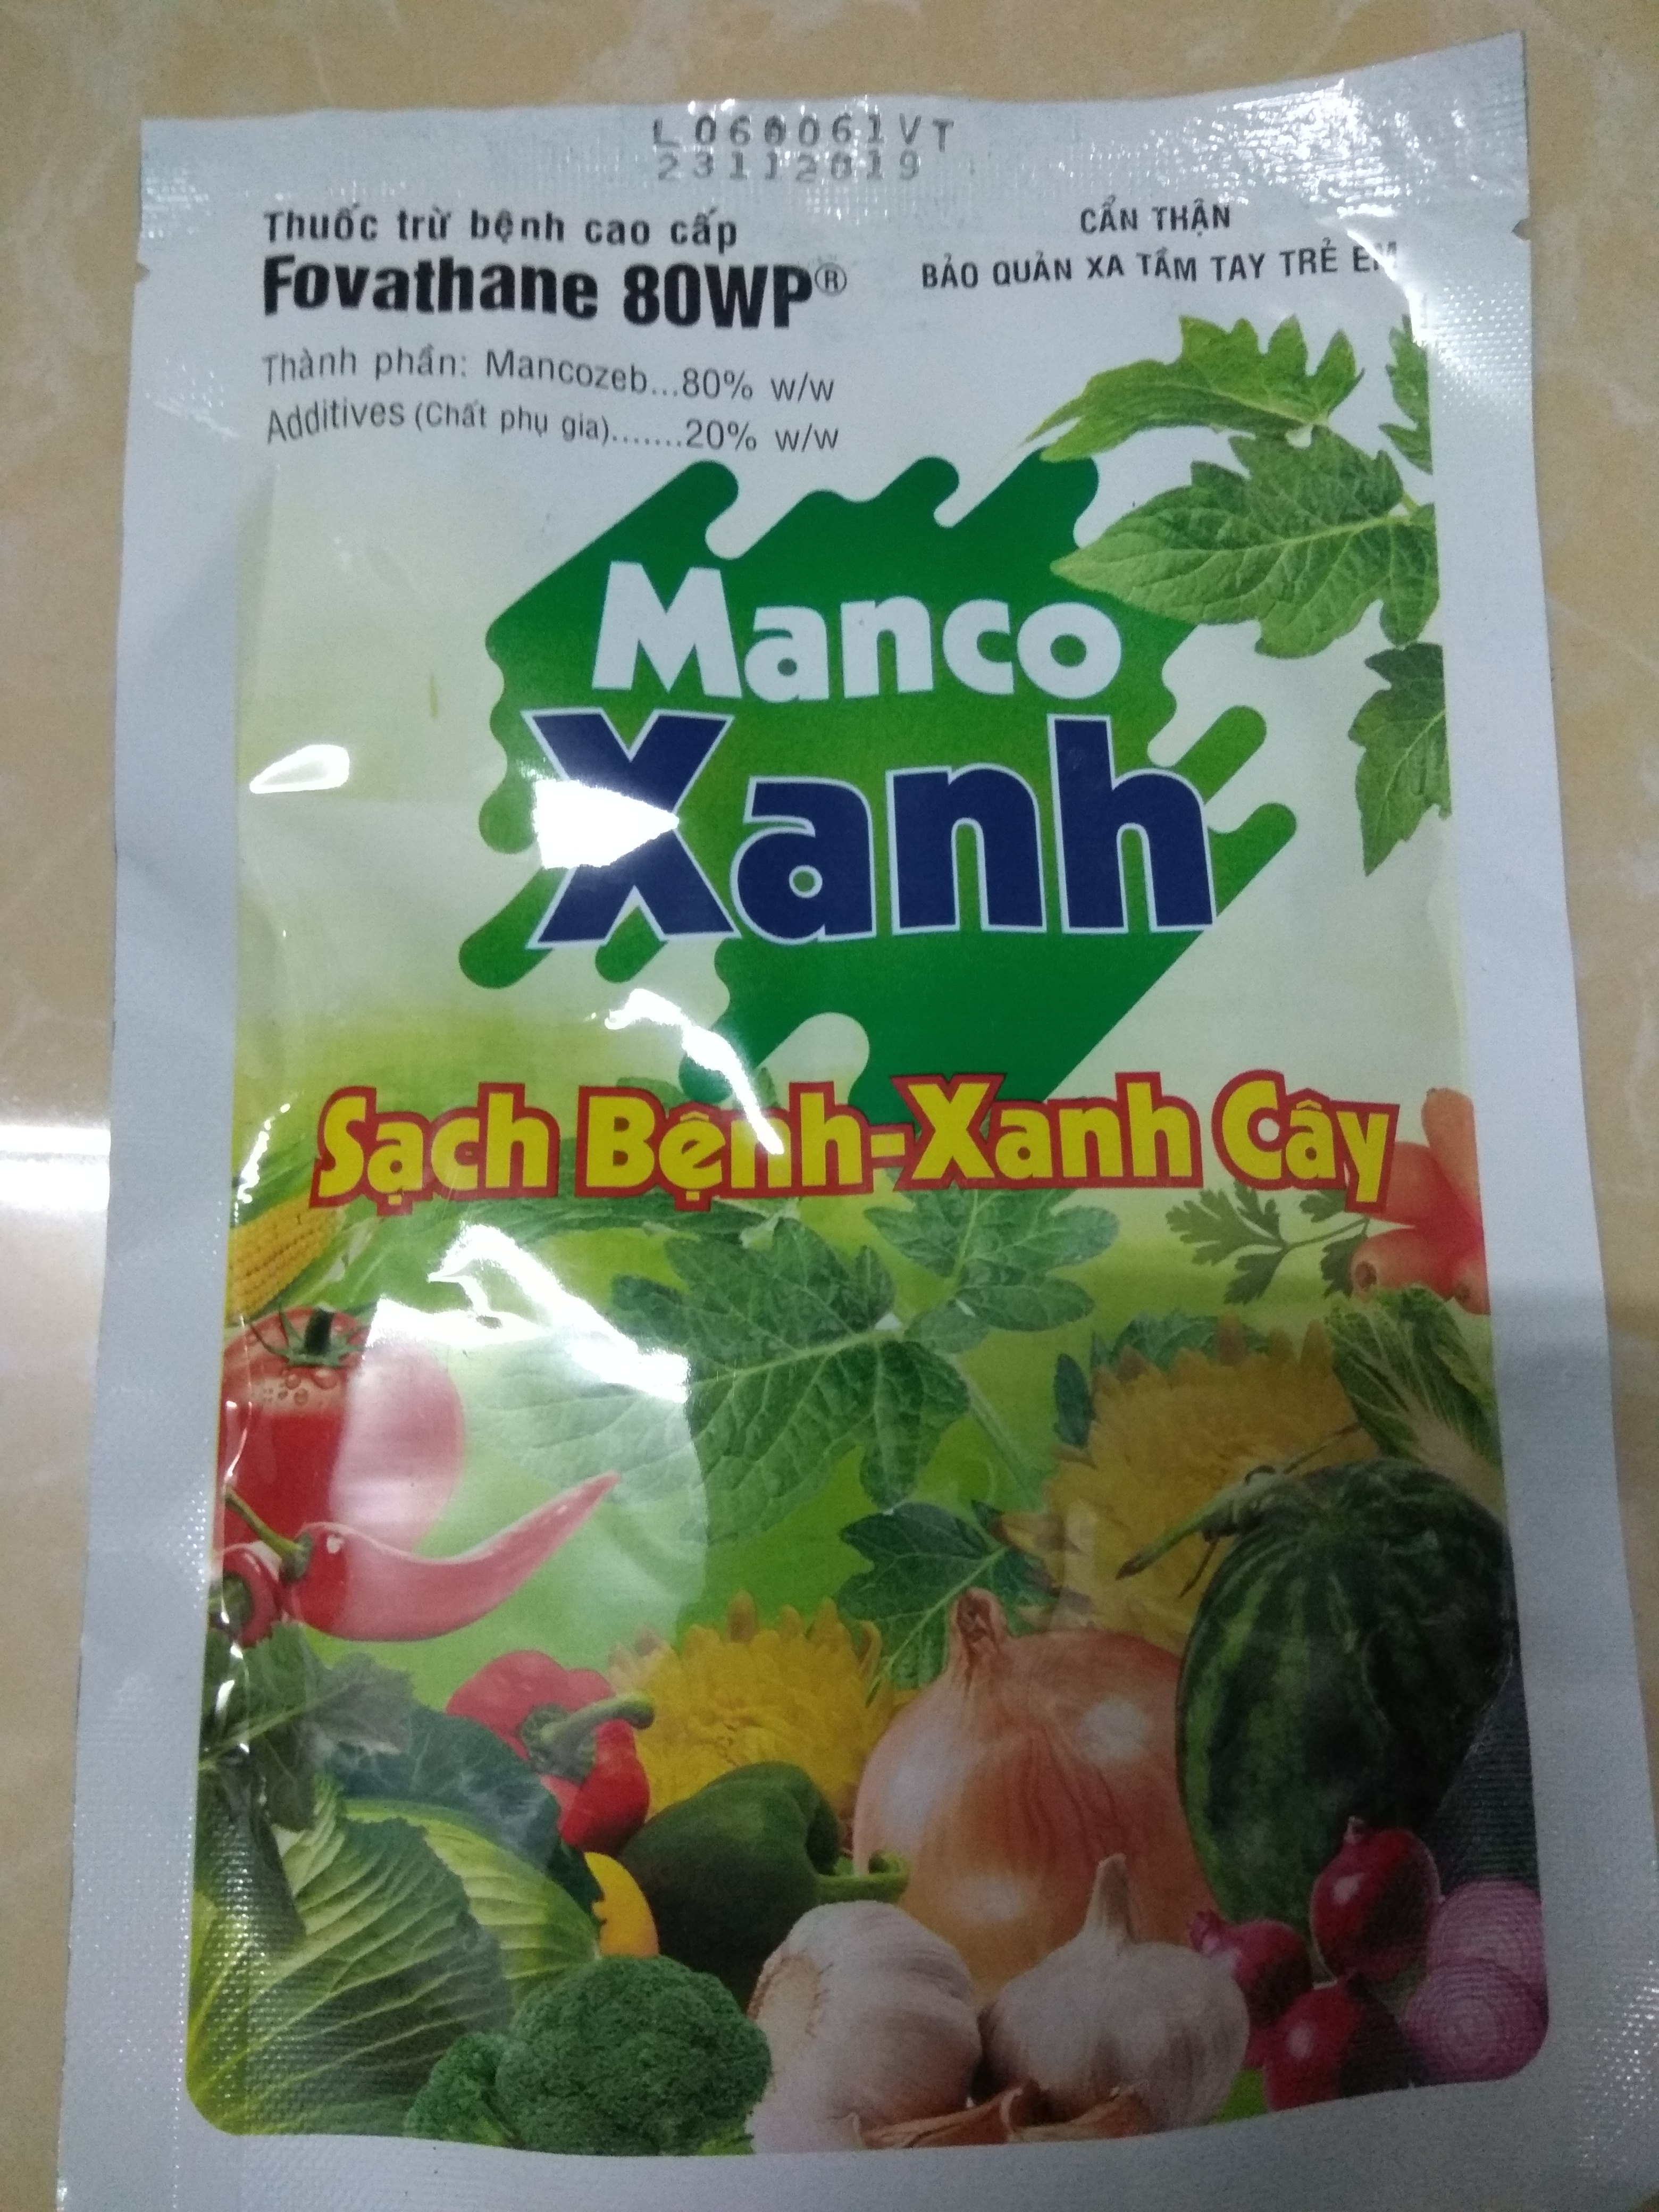 L 060061VT
23112019
Thuốc trừ bệnh cao cấp
Fovathane 80WP®
CẨN THẬN
BẢO QUẢN XA TẦM TAY TRẺ EM
Thành phần: Mancozeb...80% w/w
Additives (Chất phụ gia).......20% w/w
Manco
Xanh
Sạch Bệnh-Xanh Cây